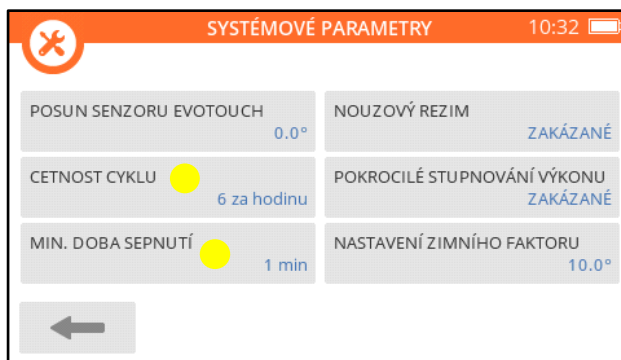 SYSTÉMOVÉ PARAMETRY 10:32
POSUN SENZORU EVOTOUCH
0.0°
NOUZOVÝ REZIM
ZAKÁZANÉ
CETNOST CYKLU
6 za hodinu
POKROCILÉ STUPNOVÁNÍ VÝKONU
ZAKÁZANÉ
MIN. DOBA SEPNUTÍ
1 min
NASTAVENÍ ZIMNÍHO FAKTORU
10.0°